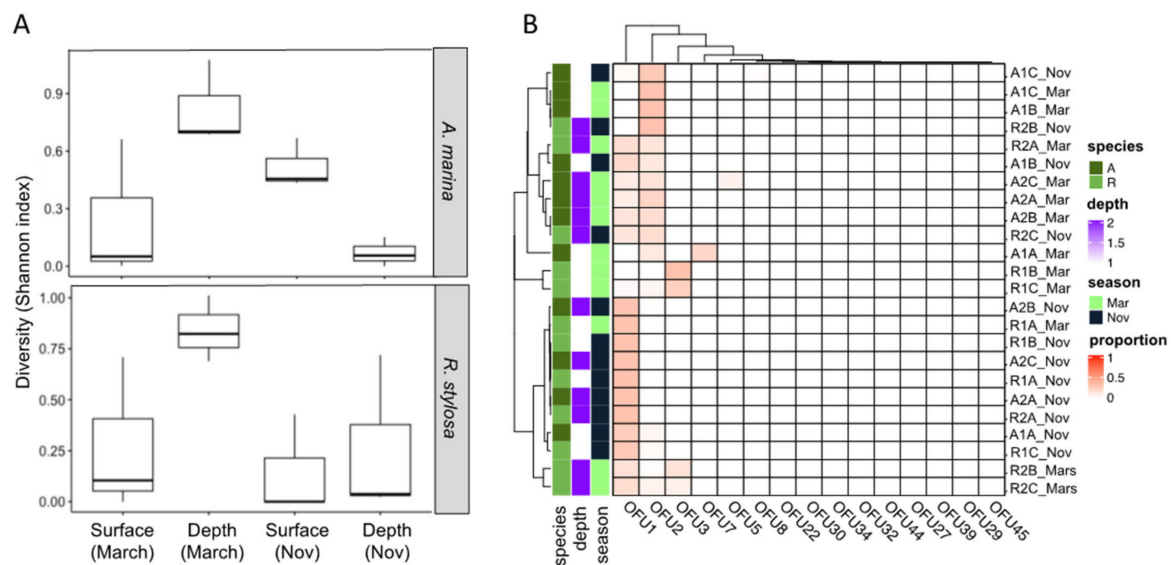 A
B
Diversity (Shannon index)
0.9
0.6
0.3
0.0
A. marina
1.00
0.75
0.50
0.25
0.00
R. stylosa
Surface
(March)
Depth
(March)
Surface
(Nov)
Depth
(Nov)
A1C_Nov
A1C_Mar
A1B_Mar
R2B_Nov
R2A_Mar
A1B_Nov
A2C_Mar
A2A_Mar
A2B_Mar
R2C_Nov
A1A_Mar
R1B_Mar
R1C_Mar
A2B_Nov
R1A_Mar
R1B_Nov
A2C_Nov
R1A_Nov
A2A_Nov
R2A_Nov
A1A_Nov
R1C_Nov
R2B_Mars
R2C_Mars
species
depth
season
OFU1
OFU2
OFU3
OFU7
OFU5
OFU8
OFU22
OFU30
OFU34
OFU32
OFU44
OFU27
OFU39
OFU29
OFU45
species
A
R
depth
2
1.5
1
season
Mar
Nov
proportion
1
0.5
0